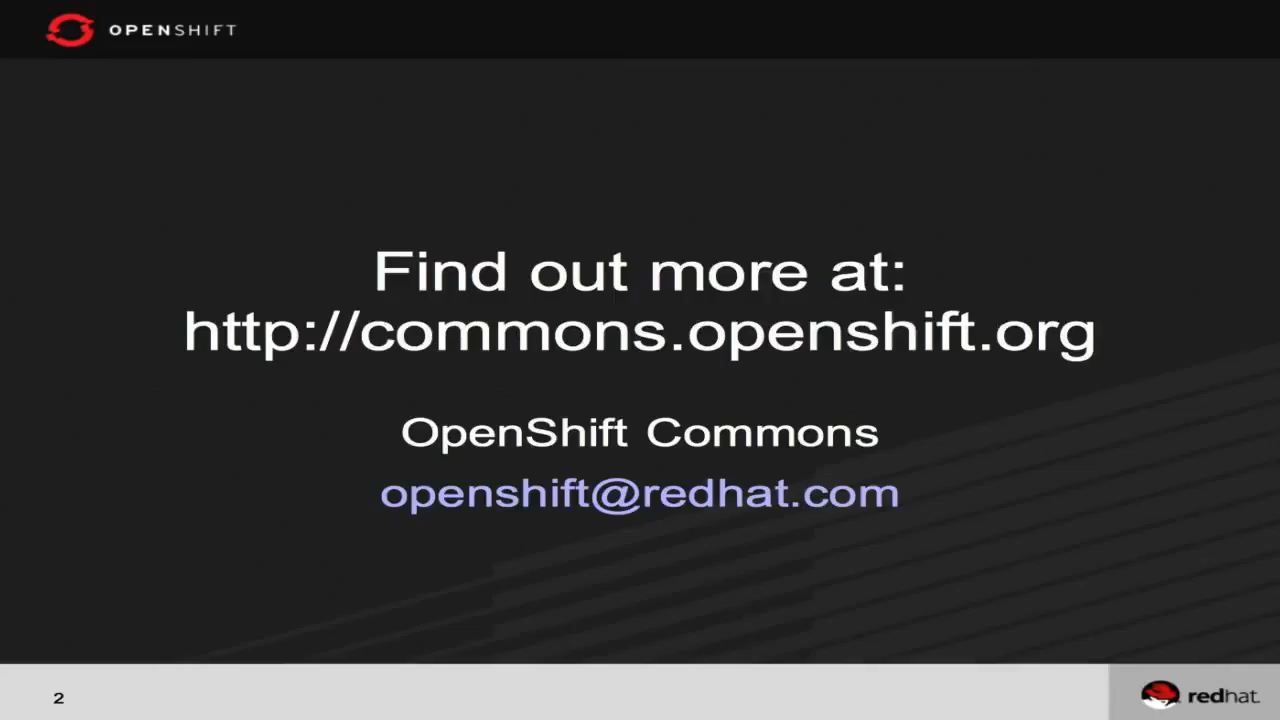 OPENSHIFT
Find out more at:
http://commons.openshift.org
OpenShift Commons
openshift@redhat.com
2
redhat.